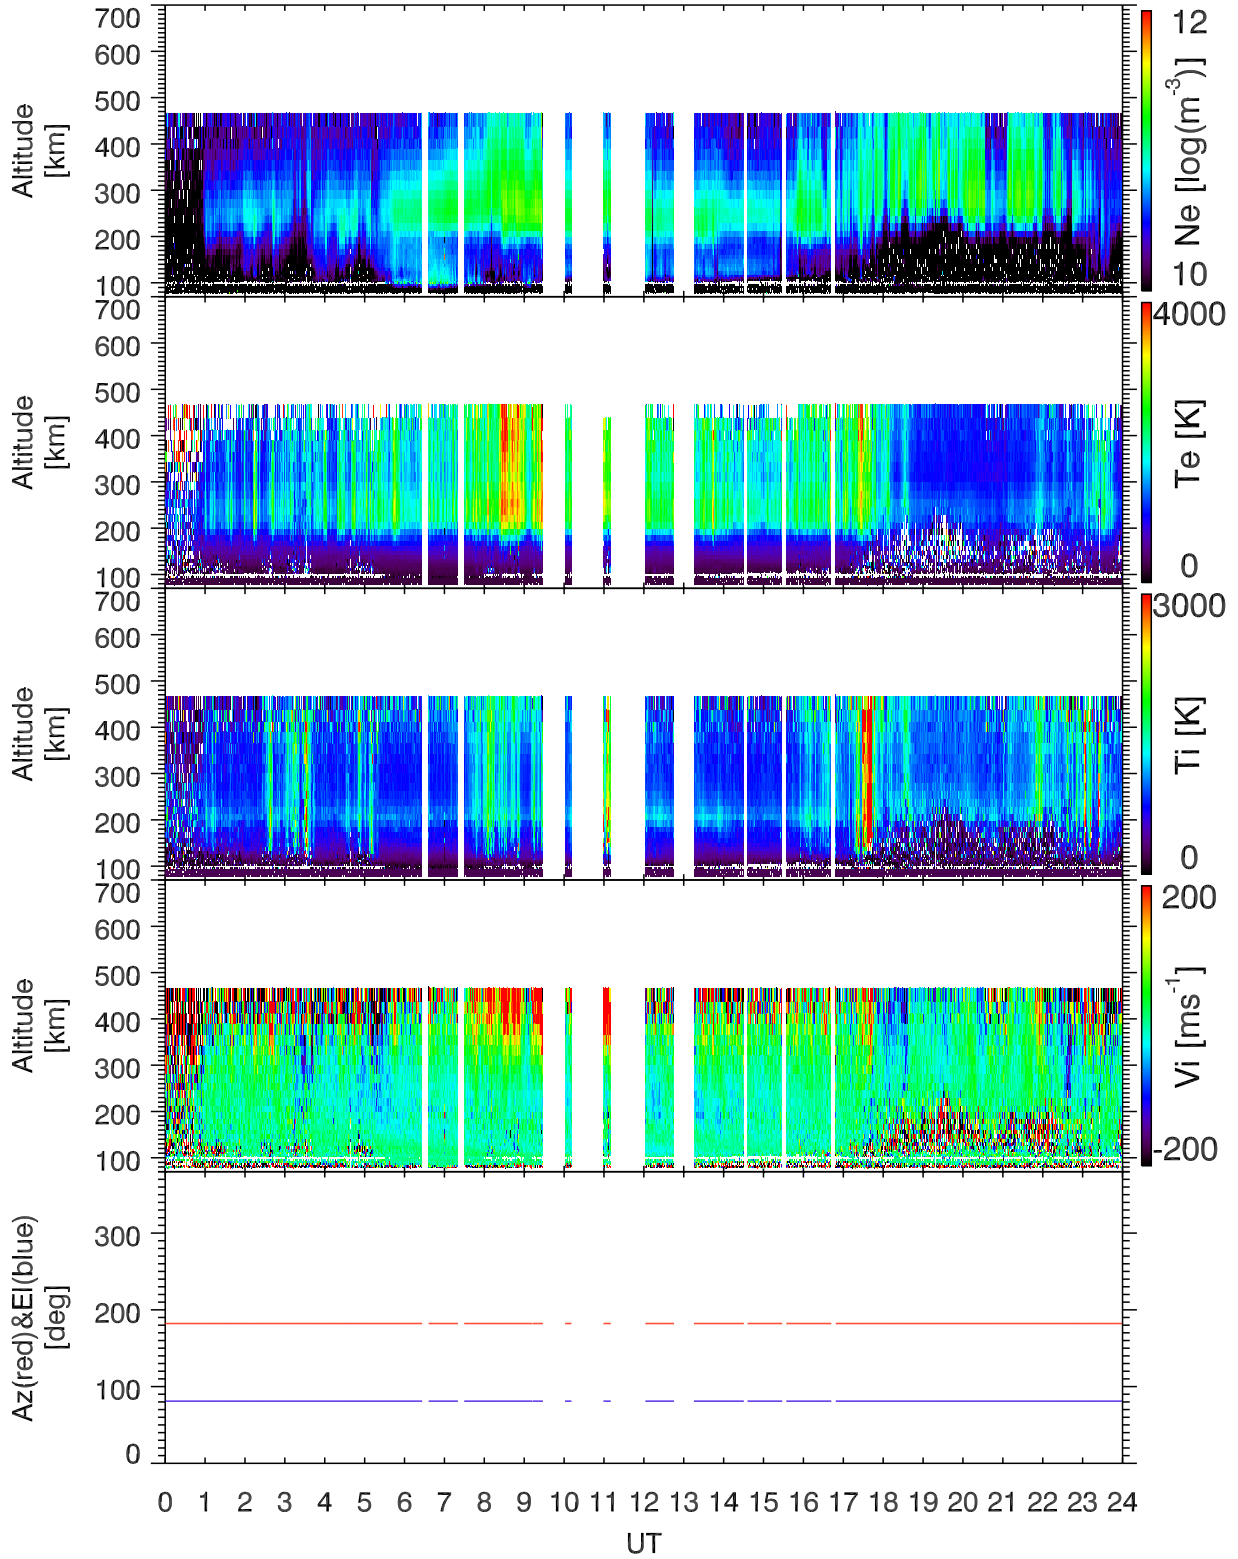 700
600
500
400
300
200
100
Altitude
[km]
12
Ne [log(m⁻³)]
10
700
600
500
400
300
200
100
Altitude
[km]
4000
Te [K]
0
700
600
500
400
300
200
100
Altitude
[km]
3000
Ti [K]
0
700
600
500
400
300
200
100
Altitude
[km]
200
Vi [ms⁻¹]
-200
300
200
100
0
Az(red)&El(blue)
[deg]
0 1 2 3 4 5 6 7 8 9 10 11 12 13 14 15 16 17 18 19 20 21 22 23 24
UT